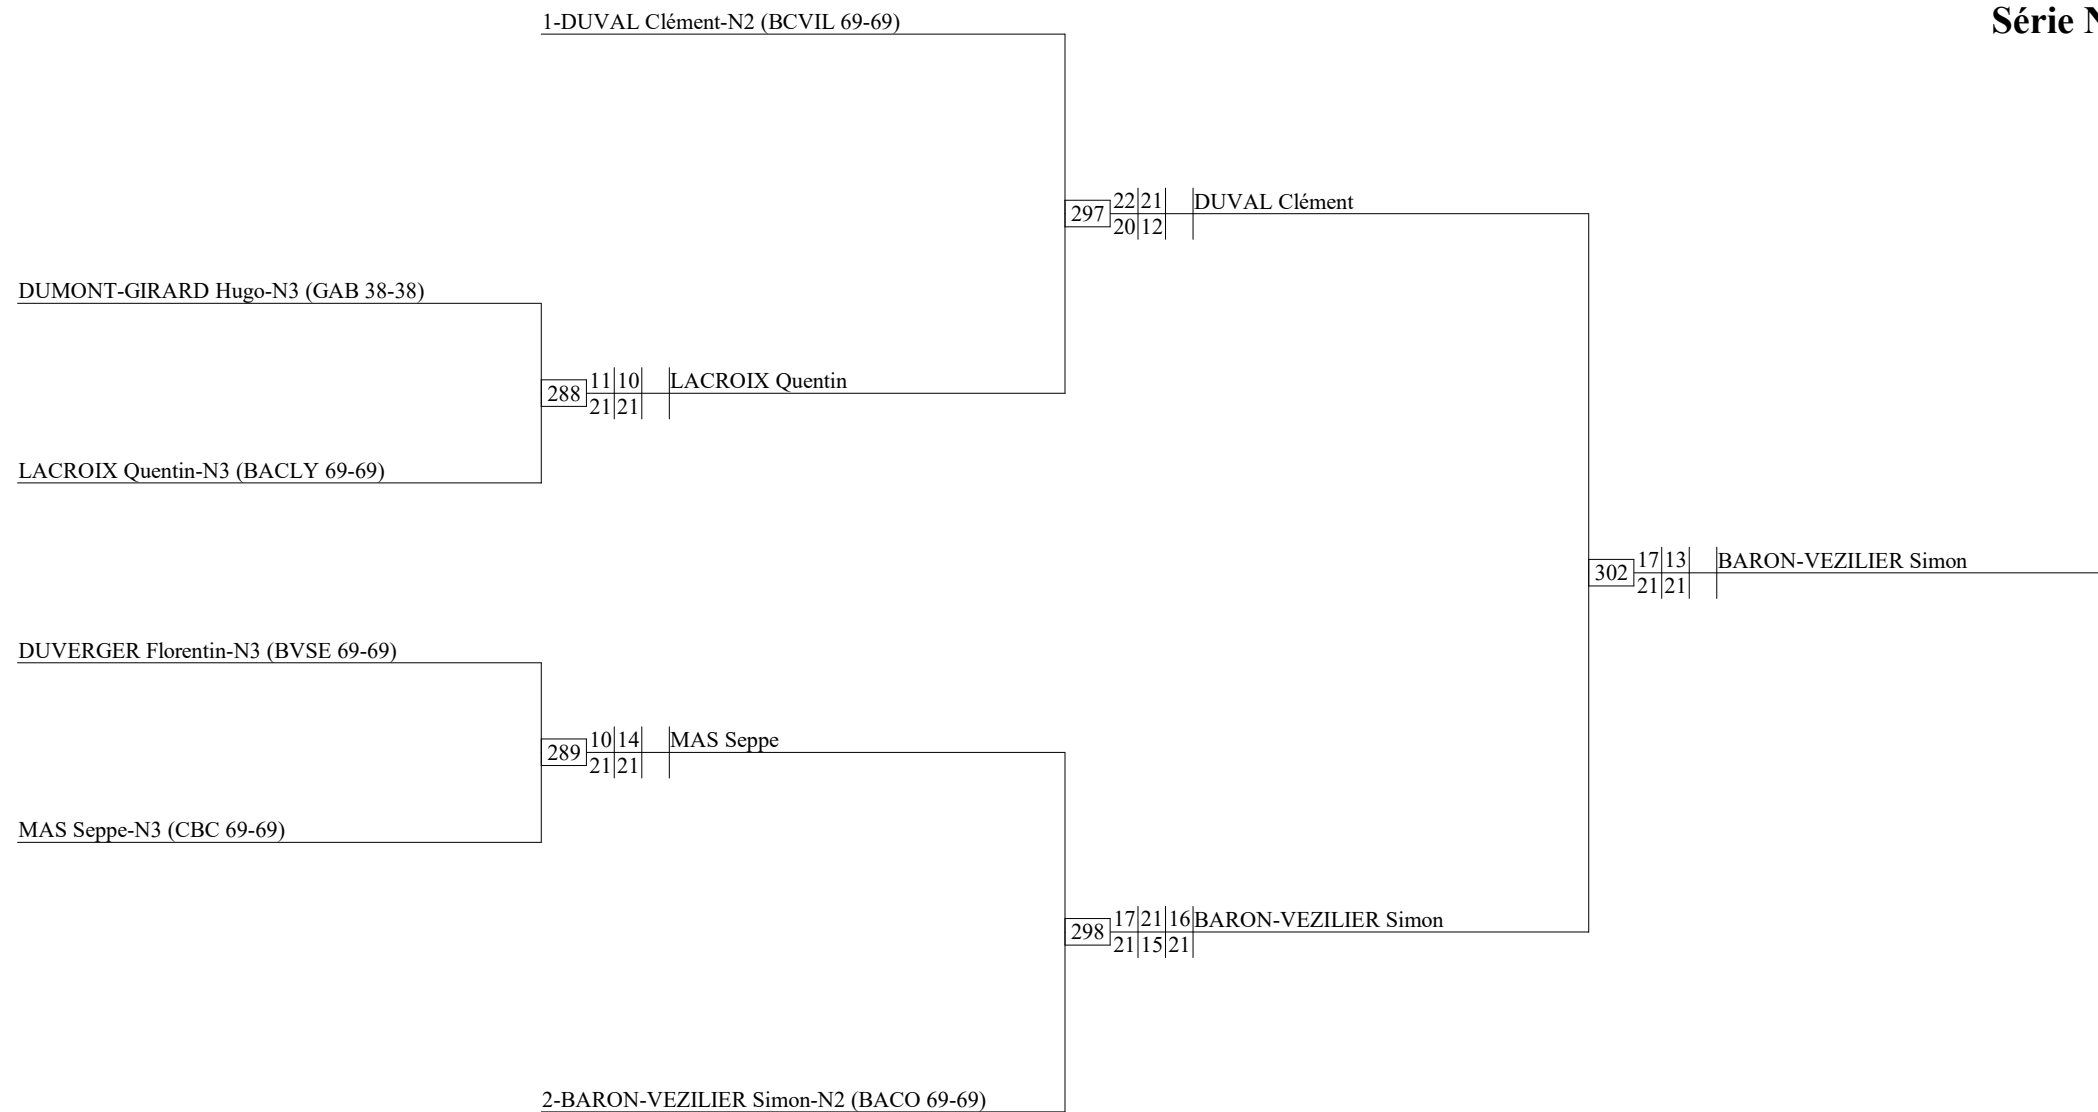 1-DUVAL Clément-N2 (BCVIL 69-69)
Série N
297 22 21 DUVAL Clément
20 12
DUMONT-GIRARD Hugo-N3 (GAB 38-38)
288 11 10 LACROIX Quentin
21 21
LACROIX Quentin-N3 (BACLY 69-69)
302 17 13 BARON-VEZILIER Simon
21 21
DUVERGER Florentin-N3 (BVSE 69-69)
289 10 14 MAS Seppe
21 21
MAS Seppe-N3 (CBC 69-69)
298 17 21 16 BARON-VEZILIER Simon
21 15 21
2-BARON-VEZILIER Simon-N2 (BACO 69-69)